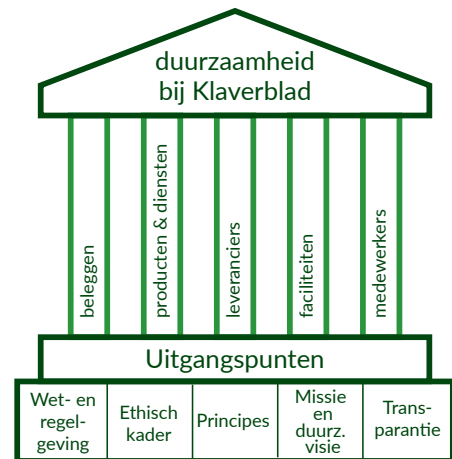 duurzaamheid
bij Klaverblad
beleggen
producten & diensten
leveranciers
faciliteiten
medewerkers
Uitgangspunten
Wet- en
regel-
geving
Ethisch
kader
Principes
Missie
en
duurz.
visie
Trans-
parantie